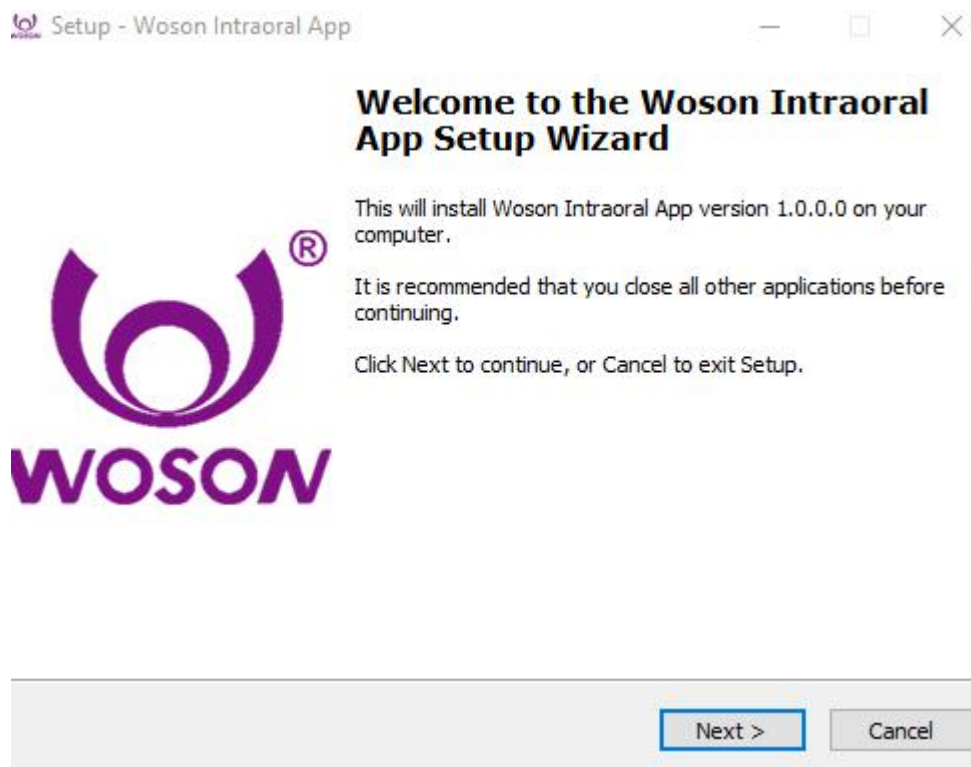 Setup - Woson Intraoral App
Welcome to the Woson Intraoral
App Setup Wizard
This will install Woson Intraoral App version 1.0.0.0 on your
computer.
It is recommended that you close all other applications before
continuing.
Click Next to continue, or Cancel to exit Setup.
®
WOSON
Next >
Cancel